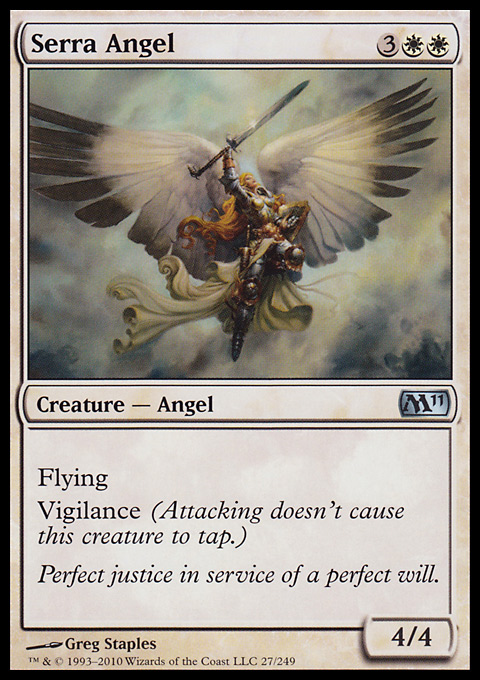 Serra Angel 3
Creature — Angel M11
Flying
Vigilance (Attacking doesn't cause
this creature to tap.)
Perfect justice in service of a perfect will.
Greg Staples
4/4
™ & © 1993–2010 Wizards of the Coast LLC 27/249